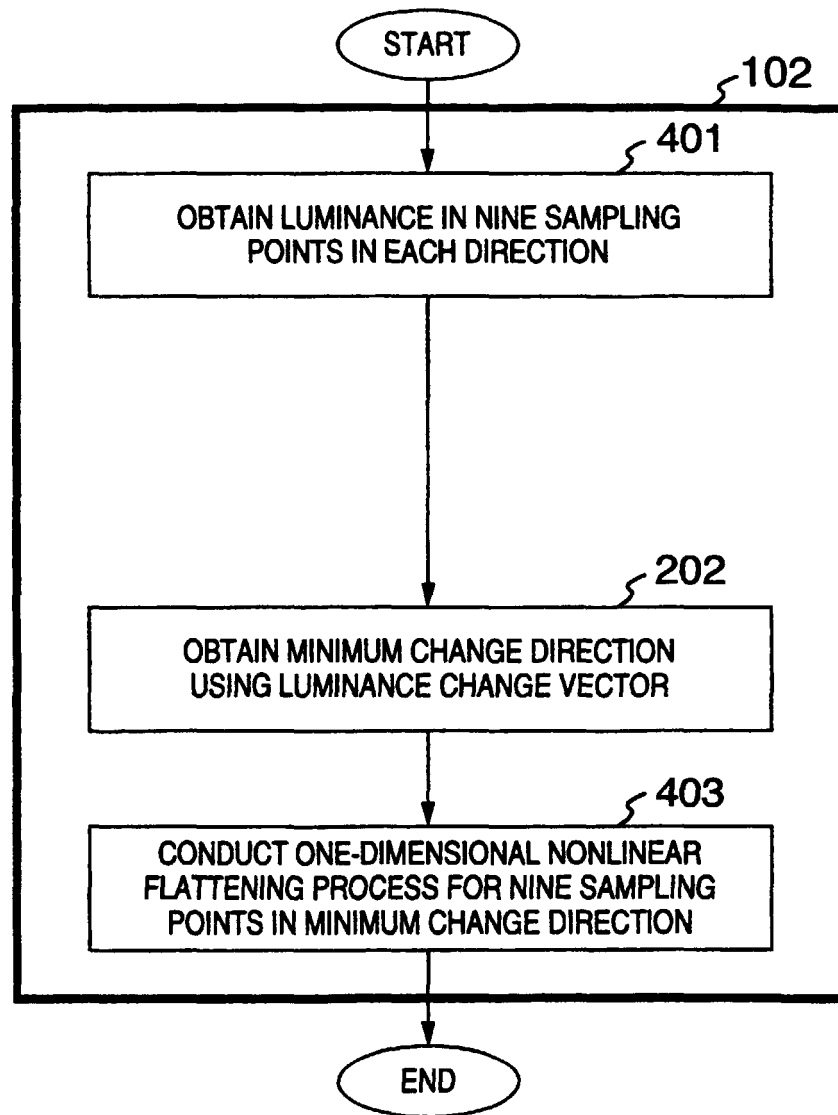 START
102
401
OBTAIN LUMINANCE IN NINE SAMPLING
POINTS IN EACH DIRECTION
202
OBTAIN MINIMUM CHANGE DIRECTION
USING LUMINANCE CHANGE VECTOR
403
CONDUCT ONE-DIMENSIONAL NONLINEAR
FLATTENING PROCESS FOR NINE SAMPLING
POINTS IN MINIMUM CHANGE DIRECTION
END